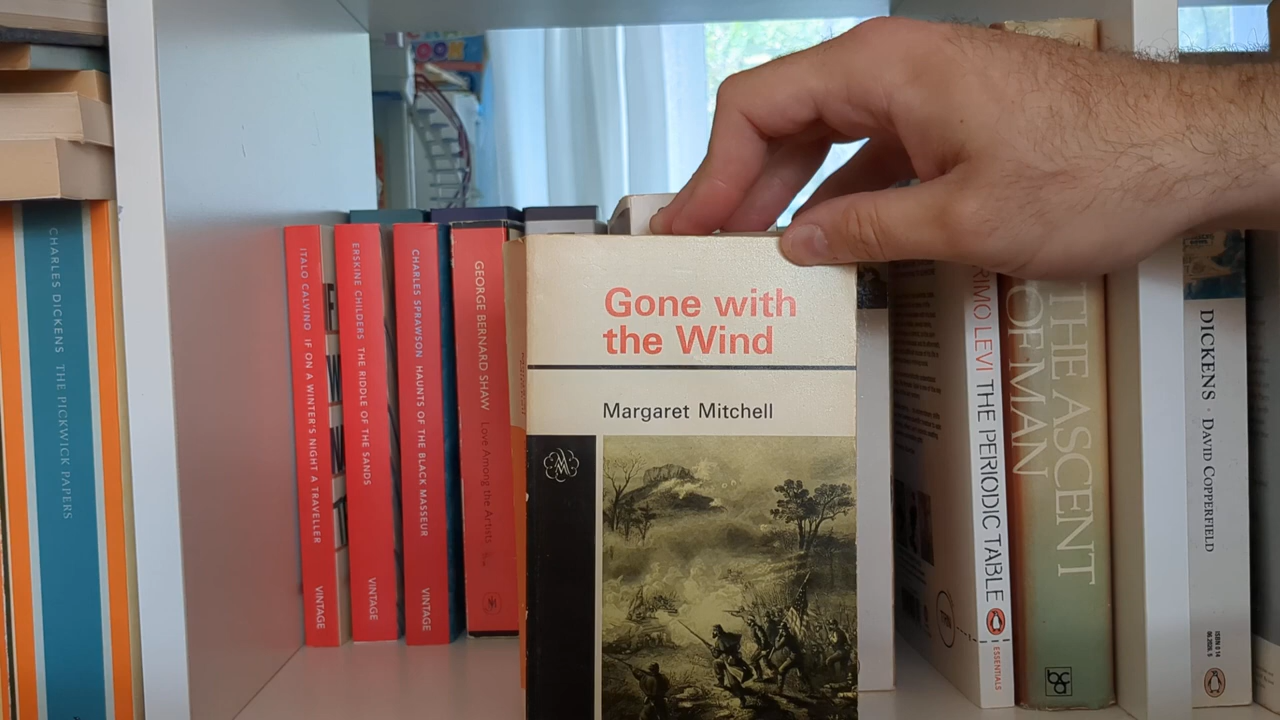 CHARLES DICKENS THE PICKWICK PAPERS
ITALO CALVINO IF ON A WINTER'S NIGHT A TRAVELLER
VINTAGE
ERSKINE CHILDERS THE RIDDLE OF THE SANDS
VINTAGE
CHARLES SPRAWSON HAUNTS OF THE BLACK MASSEUR
VINTAGE
GEORGE BERNARD SHAW Love Among the Artists
Gone with
the Wind
Margaret Mitchell
RIMO LEVI THE PERIODIC TABLE
ESSENTIALS
THE ASCENT
OF MAN
DICKENS · DAVID COPPERFIELD